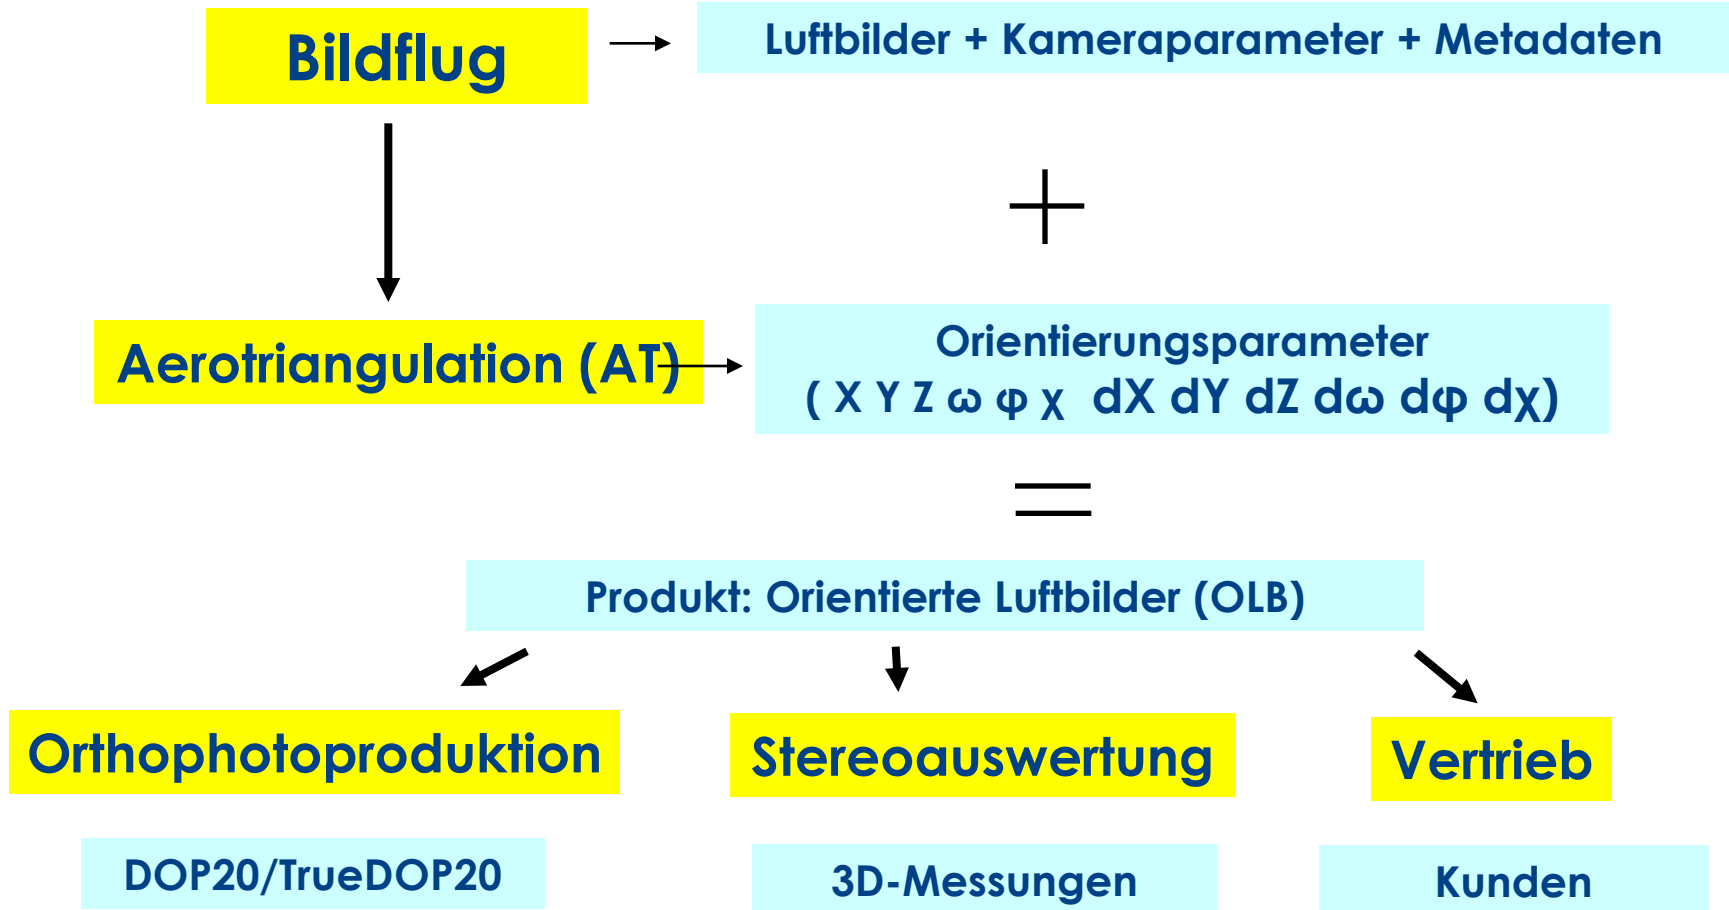 Bildflug
Luftbilder + Kameraparameter + Metadaten
+
Aerotriangulation (AT)
Orientierungsparameter
( X Y Z ω φ χ dX dY dZ dω dφ dχ)
=
Produkt: Orientierte Luftbilder (OLB)
Orthophotoproduktion
Stereoauswertung
Vertrieb
DOP20/TrueDOP20
3D-Messungen
Kunden